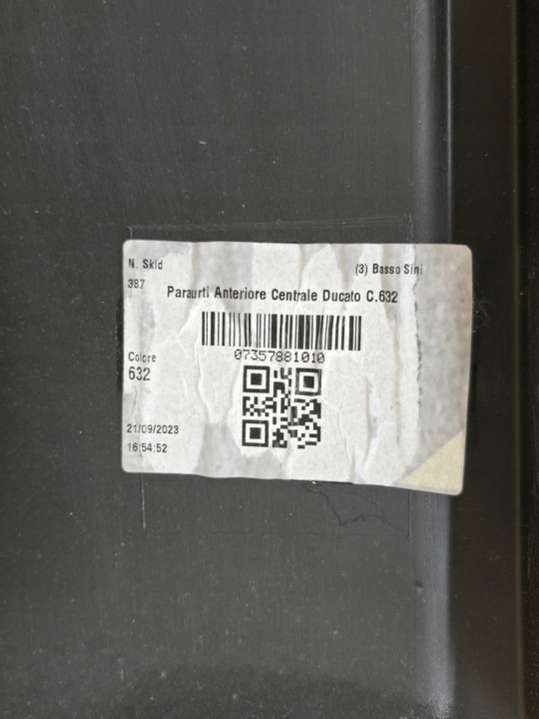 N. Skid (3) Basso Sini
387
Paraurti Anteriore Centrale Ducato C.632
07357881010
Colore
632
21/09/2023
16:54:52